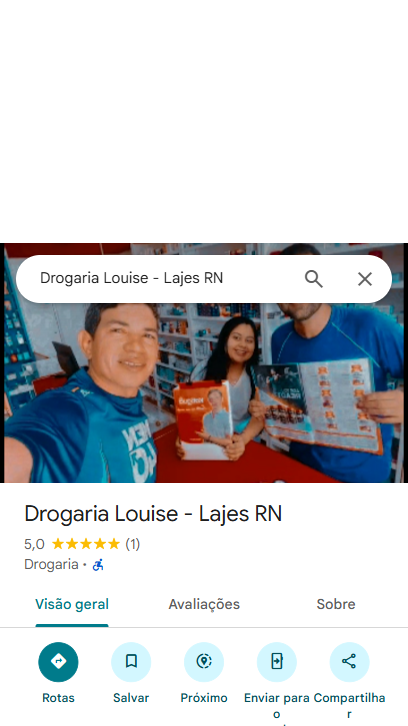 Drogaria Louise - Lajes RN
Drogaria Louise - Lajes RN
5,0 (1)
Drogaria ·
Visão geral
Avaliações
Sobre
Rotas
Salvar
Próximo
Enviar para o
Compartilhar